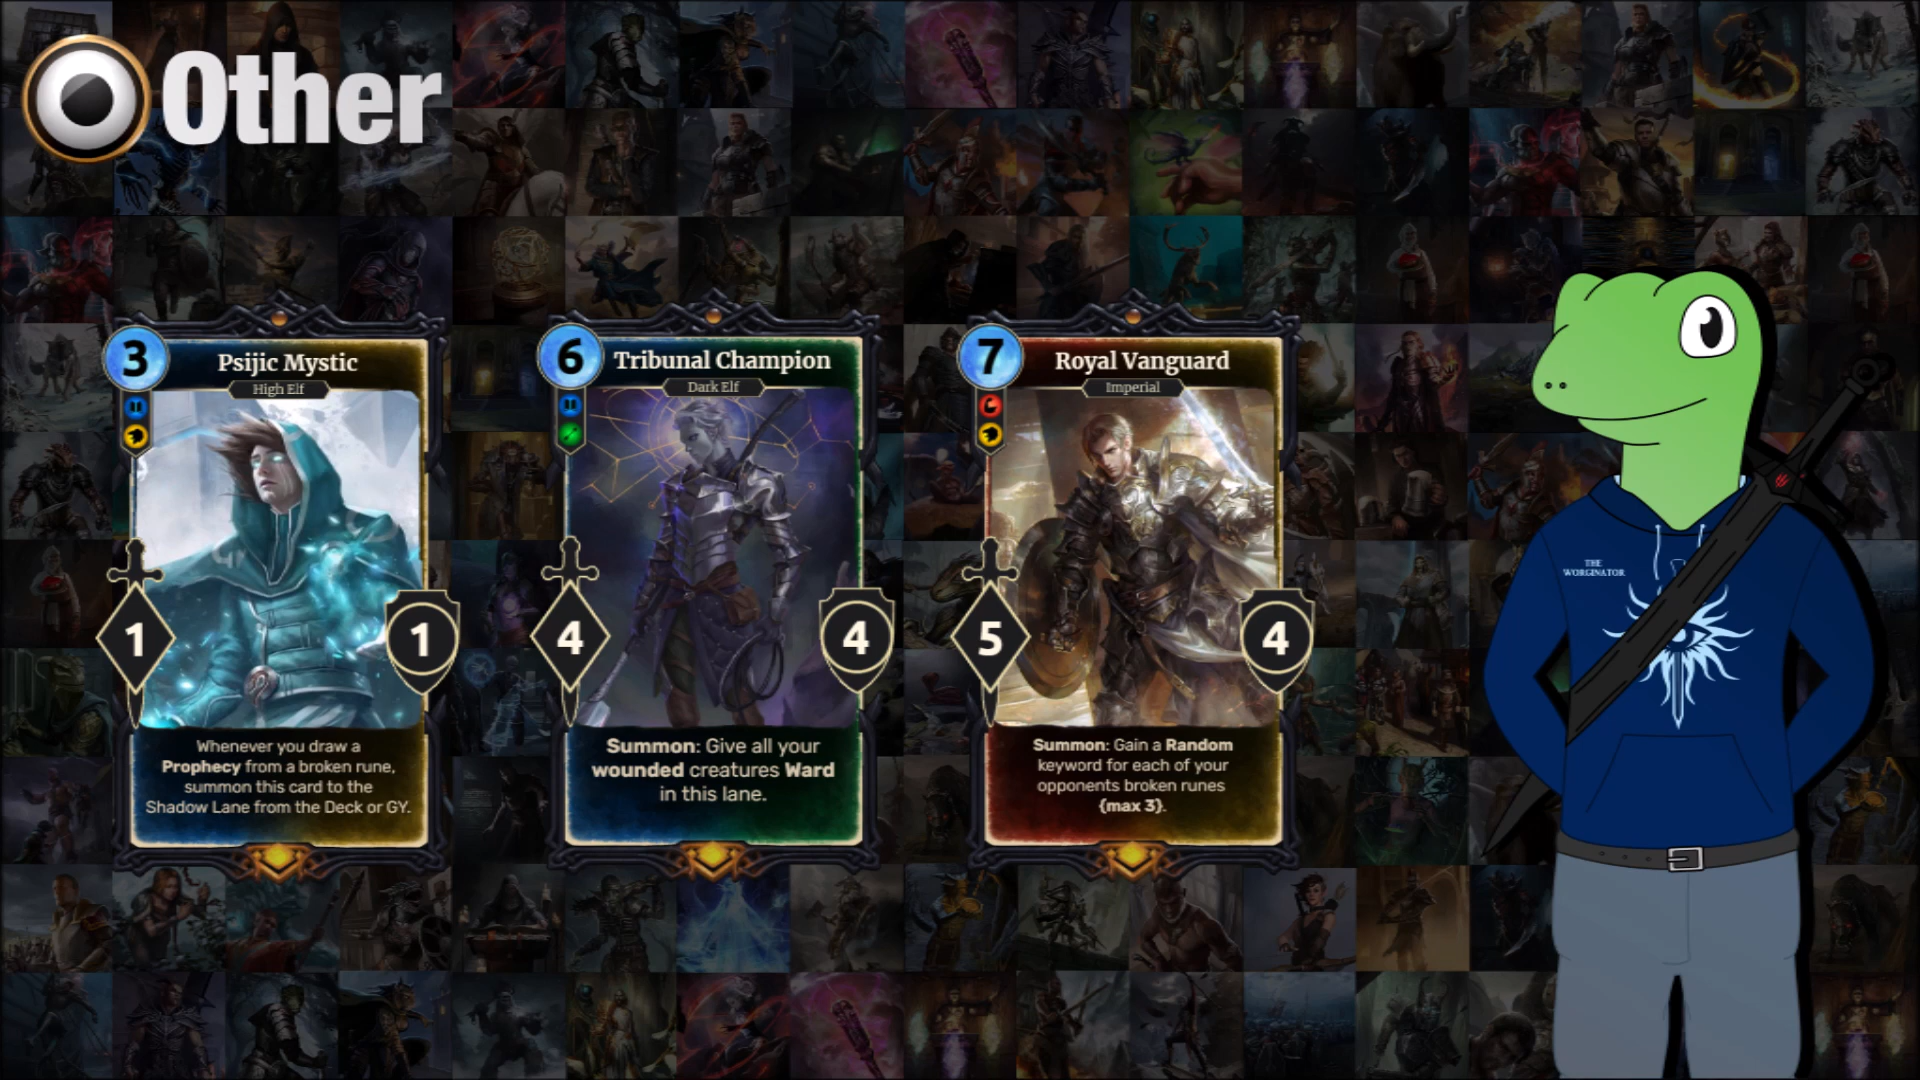 Other
3
Psijic Mystic
High Elf
1
1
Whenever you draw a
Prophecy from a broken rune,
summon this card to the
Shadow Lane from the Deck or GY.
6
Tribunal Champion
Dark Elf
4
4
Summon: Give all your
wounded creatures Ward
in this lane.
7
Royal Vanguard
Imperial
5
4
Summon: Gain a Random
keyword for each of your
opponents broken runes
{max 3}.
THE
WORGINATOR